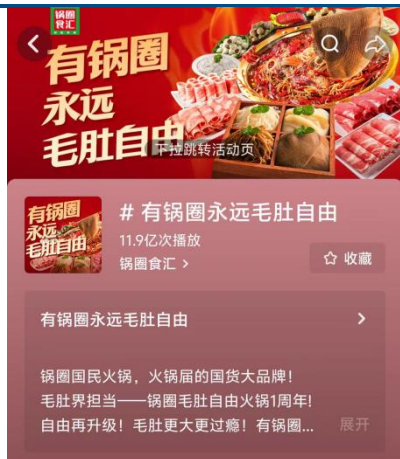 锅圈
食汇
有锅圈
永远
毛肚自由
下拉跳转活动页
有锅圈
永远
毛肚自由
# 有锅圈永远毛肚自由
11.9亿次播放
锅圈食汇 >
☆ 收藏
有锅圈永远毛肚自由 >
锅圈国民火锅，火锅届的国货大品牌！
毛肚界担当——锅圈毛肚自由火锅1周年！
自由再升级！毛肚更大更过瘾！有锅圈... 展开